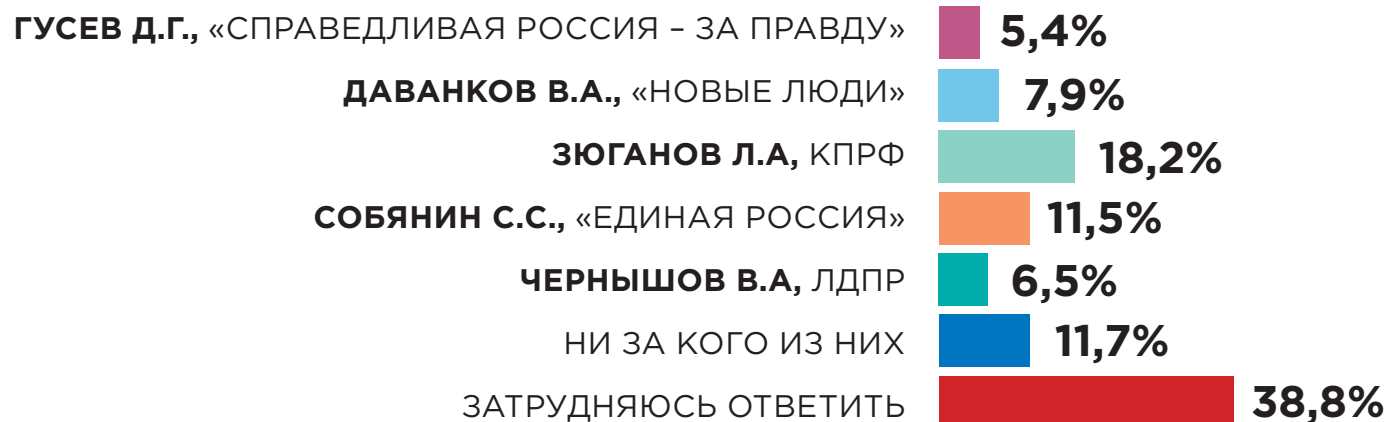 ГУСЕВ Д.Г., «СПРАВЕДЛИВАЯ РОССИЯ – ЗА ПРАВДУ» 5,4%
ДАВАНКОВ В.А., «НОВЫЕ ЛЮДИ» 7,9%
ЗЮГАНОВ Л.А, КПРФ 18,2%
СОБЯНИН С.С., «ЕДИНАЯ РОССИЯ» 11,5%
ЧЕРНЫШОВ В.А, ЛДПР 6,5%
НИ ЗА КОГО ИЗ НИХ 11,7%
ЗАТРУДНЯЮСЬ ОТВЕТИТЬ 38,8%